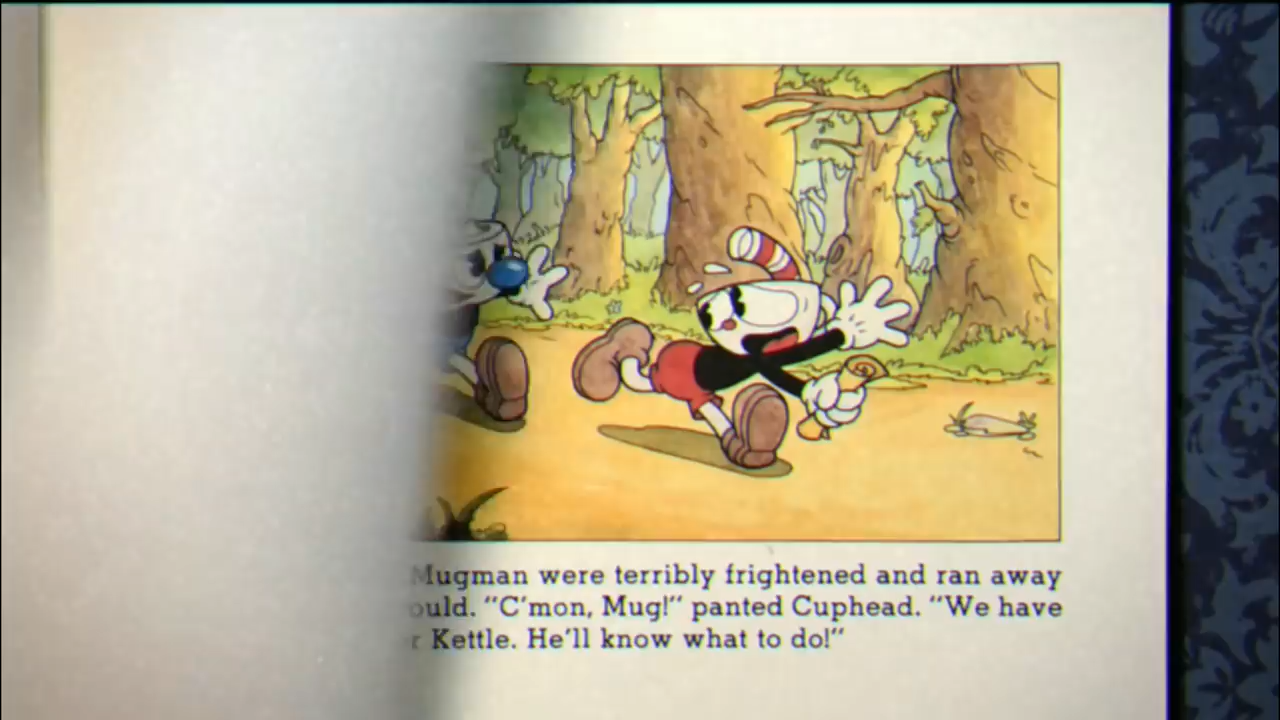 Mugman were terribly frightened and ran away
ould. "C'mon, Mug!" panted Cuphead. "We have
r Kettle. He'll know what to do!"